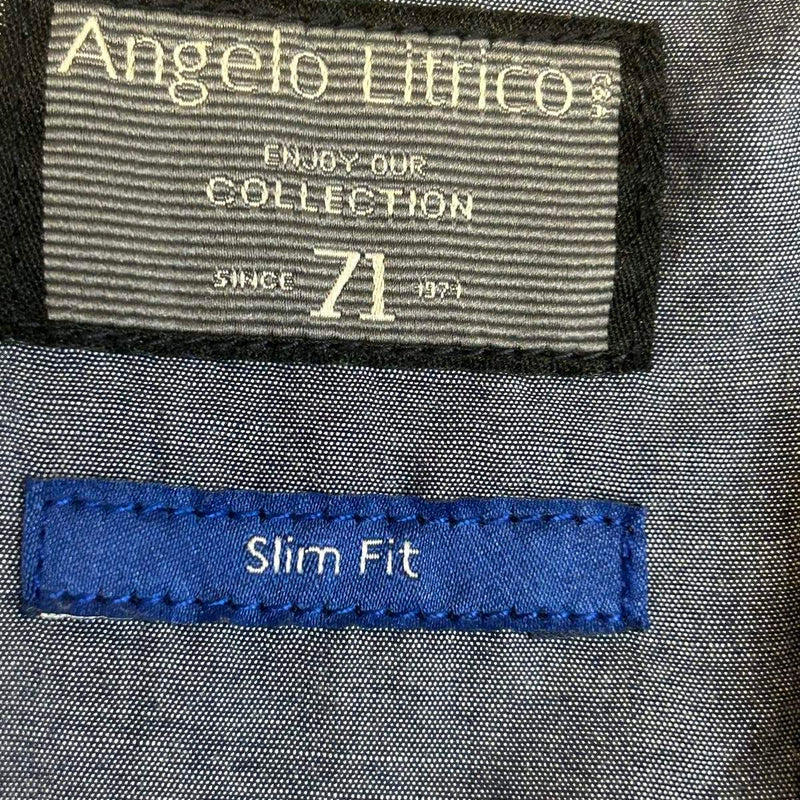 Angelo Litrico C&A
ENJOY OUR
COLLECTION
SINCE 71 1971
Slim Fit